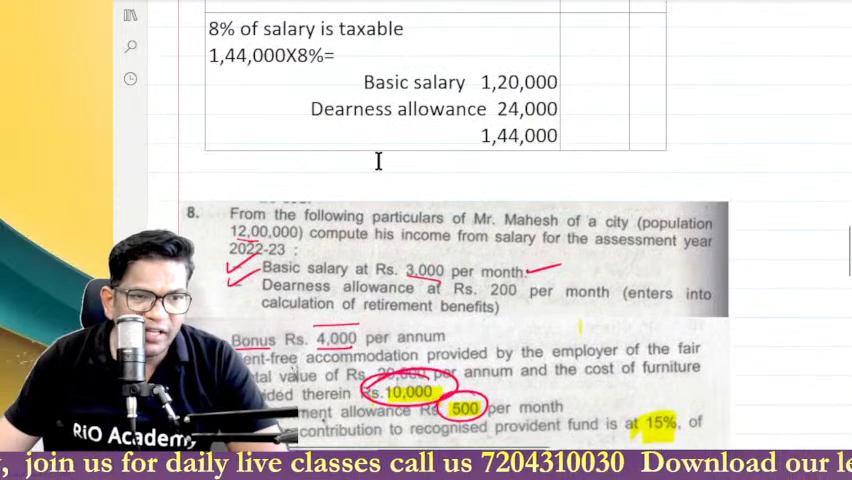 8% of salary is taxable
1,44,000X8%=
Basic salary 1,20,000
Dearness allowance 24,000
1,44,000
8. From the following particulars of Mr. Mahesh of a city (population
12,00,000) compute his income from salary for the assessment year
2022-23 :
Basic salary at Rs. 3,000 per month.
Dearness allowance at Rs. 200 per month (enters into
calculation of retirement benefits)
Bonus Rs. 4,000 per annum
accommodation provided by the employer of the fair
value of Rs. per annum and the cost of furniture
therein Rs.10,000
allowance Rs 500 per month
contribution to recognised provident fund is at 15%, of
RiO Academy
join us for daily live classes call us 7204310030 Download our le